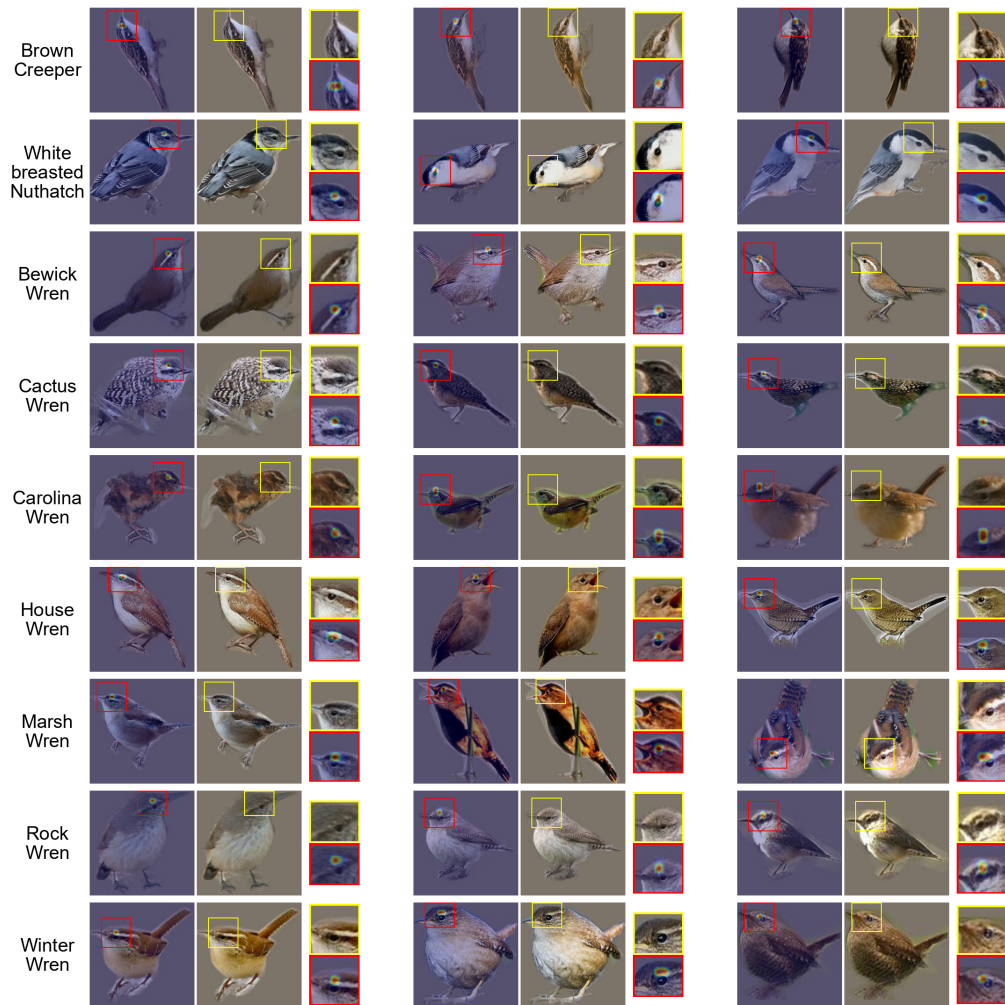 Brown
Creeper
White
breasted
Nuthatch
Bewick
Wren
Cactus
Wren
Carolina
Wren
House
Wren
Marsh
Wren
Rock
Wren
Winter
Wren